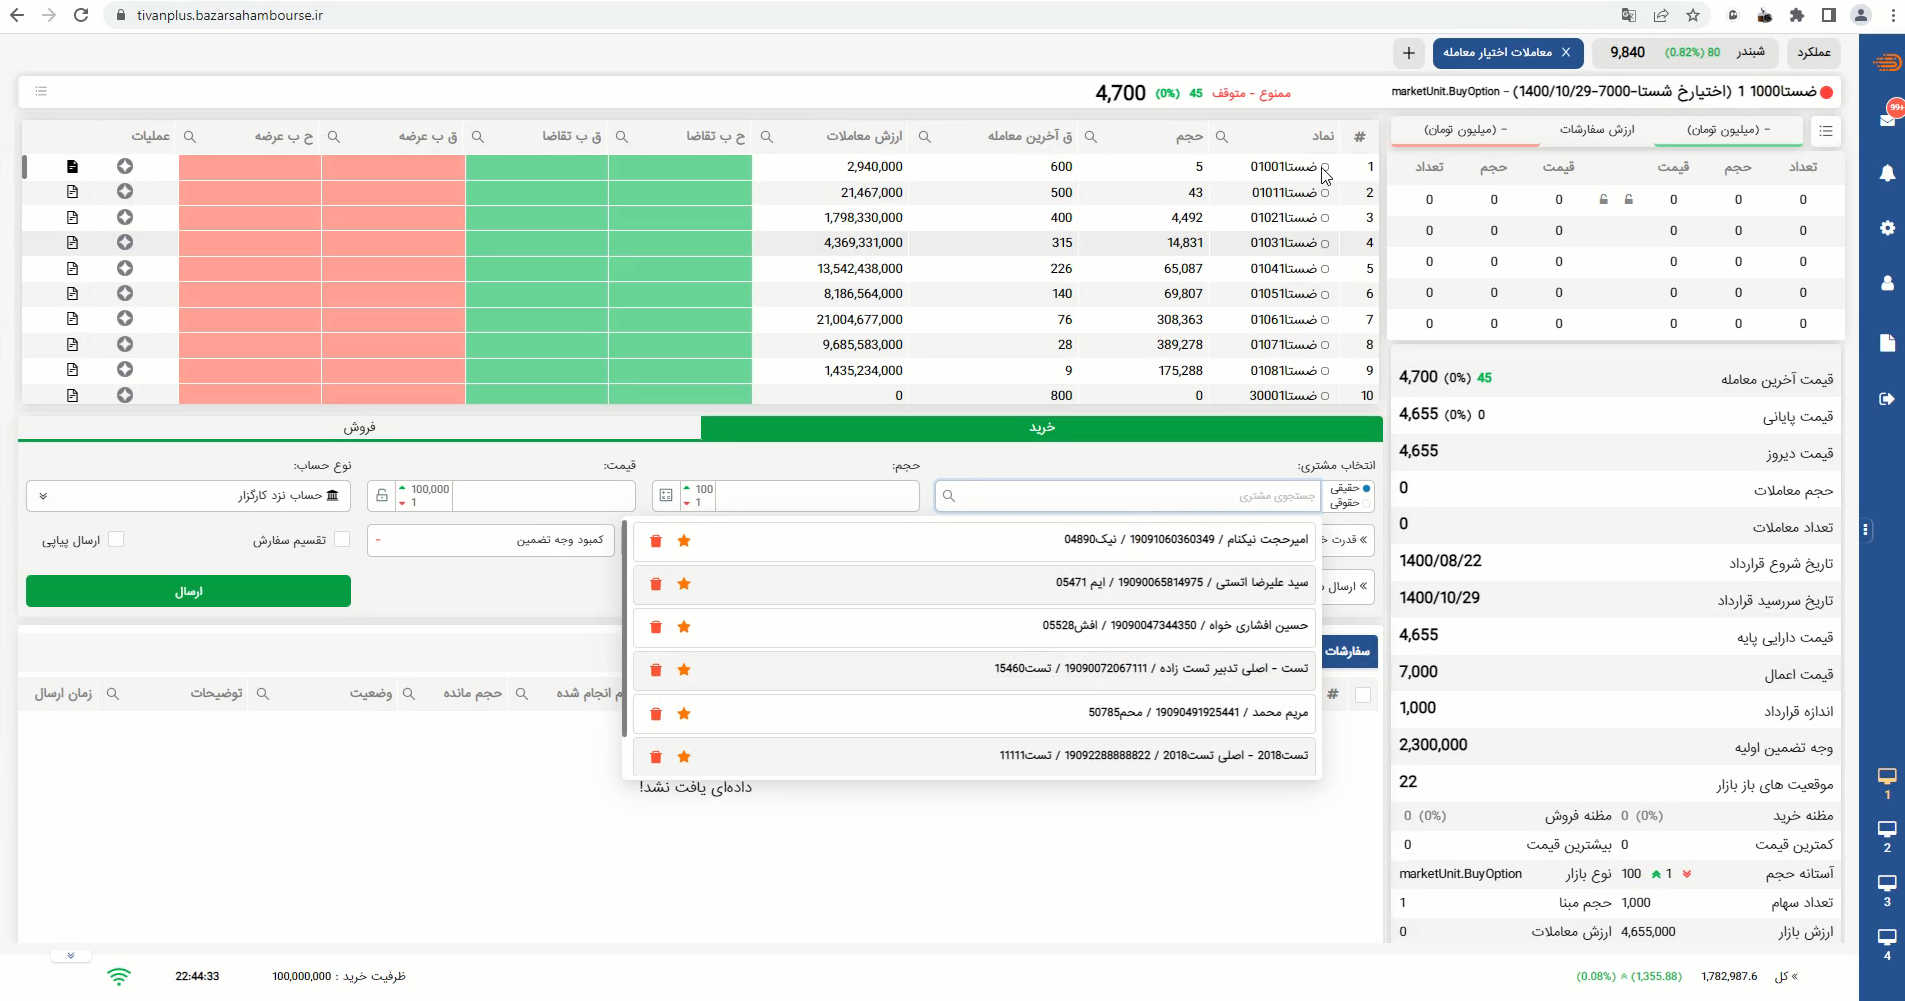 tivanplus.bazarsahambourse.ir
عملکرد
شبندر 80 (0.82%) 9,840
معاملات اختیار معامله ×
+
ضستا1000 1 (اختیارخ شستا-7000-1400/10/29) - marketUnit.BuyOption
ممنوع - متوقف 45 (0%) 4,700
99+
- (میلیون تومان) ارزش سفارشات - (میلیون تومان)
تعداد حجم قیمت قیمت حجم تعداد
0 0 0 0 0 0
0 0 0 0 0 0
0 0 0 0 0 0
0 0 0 0 0 0
0 0 0 0 0 0
# نماد حجم ق آخرین معامله ارزش معاملات ح ب تقاضا ق ب تقاضا ق ب عرضه ح ب عرضه عملیات
1 ضستا01001 5 600 2,940,000
2 ضستا01011 43 500 21,467,000
3 ضستا01021 4,492 400 1,798,330,000
4 ضستا01031 14,831 315 4,369,331,000
5 ضستا01041 65,087 226 13,542,438,000
6 ضستا01051 69,807 140 8,186,564,000
7 ضستا01061 308,363 76 21,004,677,000
8 ضستا01071 389,278 28 9,685,583,000
9 ضستا01081 175,288 9 1,435,234,000
10 ضستا30001 0 800 0
خرید فروش
انتخاب مشتری: حجم: قیمت: نوع حساب:
حقیقی
حقوقی
جستجوی مشتری
100
1
100,000
1
حساب نزد کارگزار
» قدرت خ
کمبود وجه تضمین -
تقسیم سفارش
ارسال پیاپی
» ارسال
ارسال
امیرحجت نیکنام / 19091060360349 / نیک04890
سید علیرضا اتستی / 19090065814975 / ایم 05471
حسین افشاری خواه / 19090047344350 / افش05528
تست - اصلی تدبیر تست زاده / 19090072067111 / تست15460
مریم محمد / 19090491925441 / محم50785
تست2018 - اصلی تست2018 / 19092288888822 / تست11111
سفارشات
# م انجام شده حجم مانده وضعیت توضیحات زمان ارسال
داده‌ای یافت نشد!
قیمت آخرین معامله 45 (0%) 4,700
قیمت پایانی 0 (0%) 4,655
قیمت دیروز 4,655
حجم معاملات 0
تعداد معاملات 0
تاریخ شروع قرارداد 1400/08/22
تاریخ سررسید قرارداد 1400/10/29
قیمت دارایی پایه 4,655
قیمت اعمال 7,000
اندازه قرارداد 1,000
وجه تضمین اولیه 2,300,000
موقعیت های باز بازار 22
مظنه خرید 0 (0%) مظنه فروش 0 (0%)
کمترین قیمت 0 بیشترین قیمت 0
آستانه حجم 1 100 نوع بازار marketUnit.BuyOption
تعداد سهام 1,000 حجم مبنا 1
ارزش بازار 4,655,000 ارزش معاملات 0
1
2
3
4
» کل 1,782,987.6 (1,355.88) (0.08%)
ظرفیت خرید : 100,000,000
22:44:33